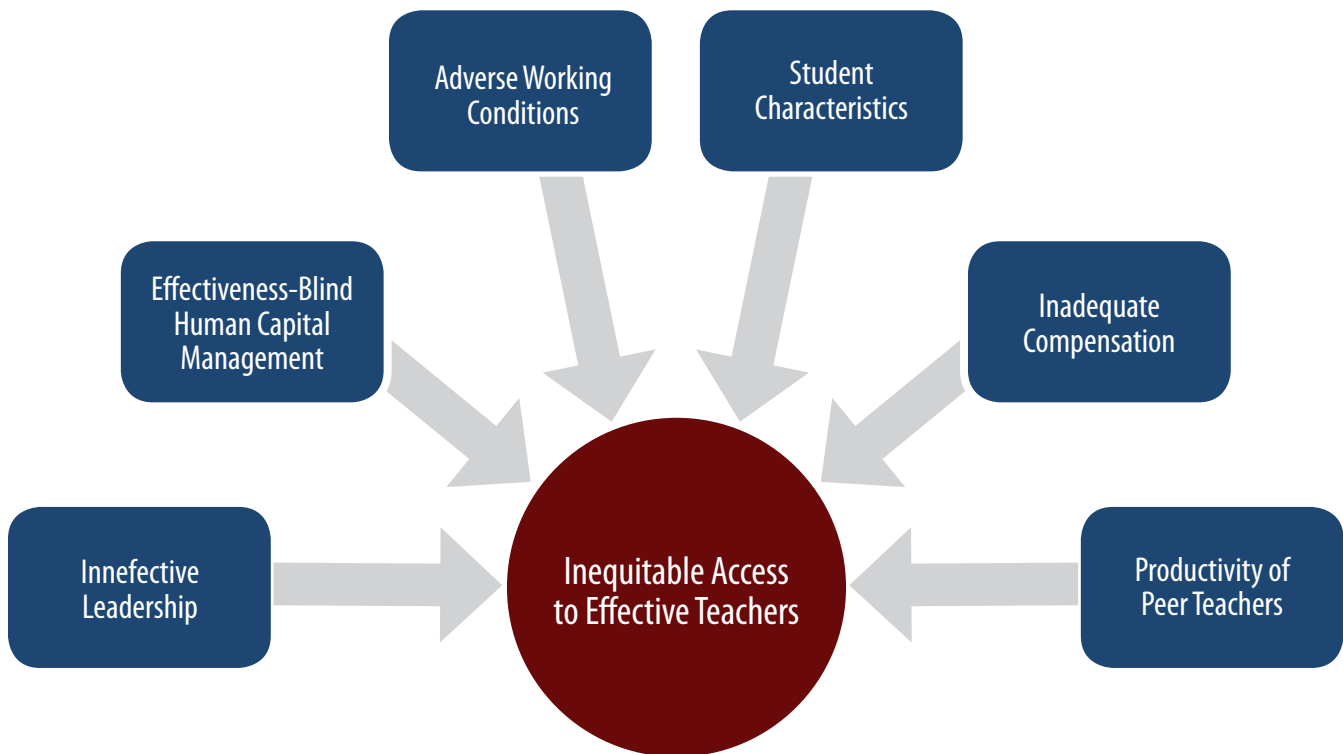 Adverse Working
Conditions
Student
Characteristics
Effectiveness-Blind
Human Capital
Management
Inadequate
Compensation
Innefective
Leadership
Inequitable Access
to Effective Teachers
Productivity of
Peer Teachers